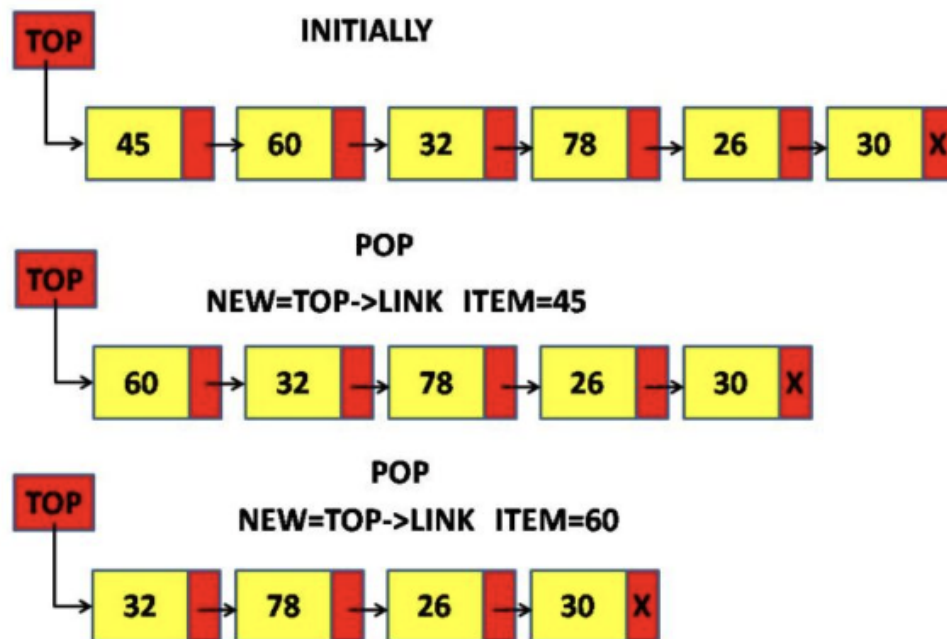 INITIALLY
TOP
45 60 32 78 26 30 X
POP
TOP
NEW=TOP->LINK ITEM=45
60 32 78 26 30 X
POP
TOP
NEW=TOP->LINK ITEM=60
32 78 26 30 X